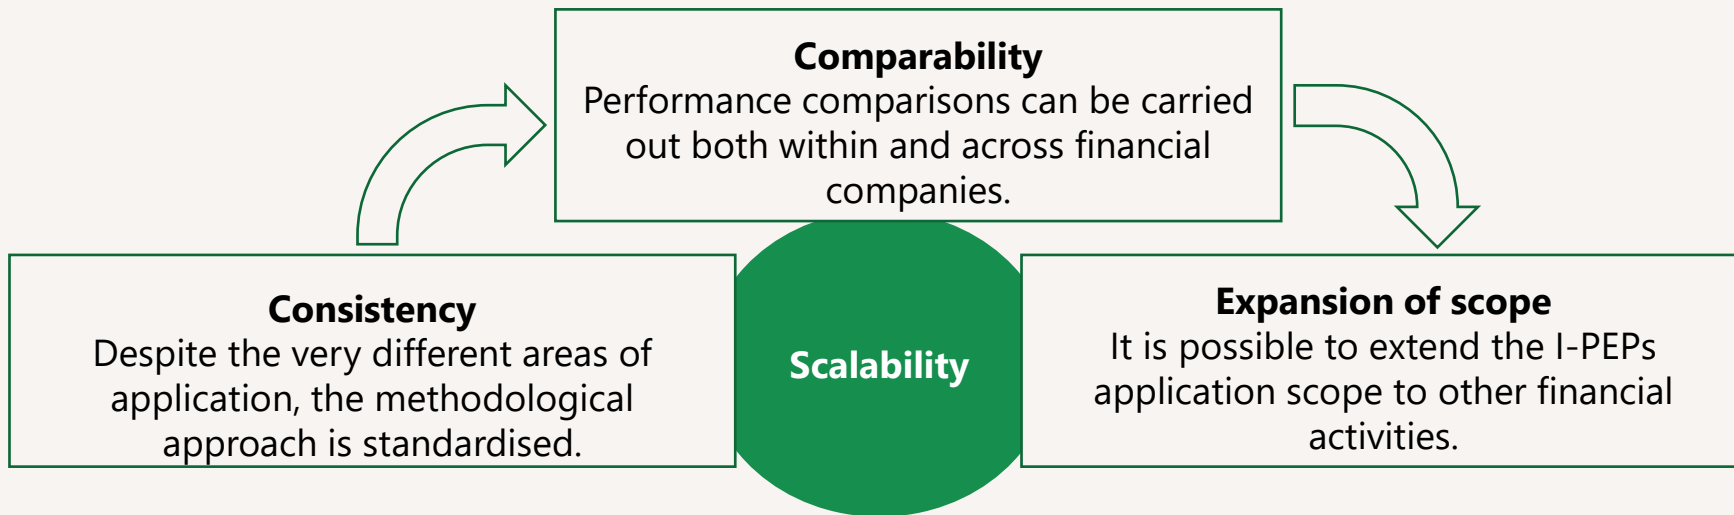 Comparability
Performance comparisons can be carried
out both within and across financial
companies.
Consistency
Despite the very different areas of
application, the methodological
approach is standardised.
Scalability
Expansion of scope
It is possible to extend the I-PEPs
application scope to other financial
activities.